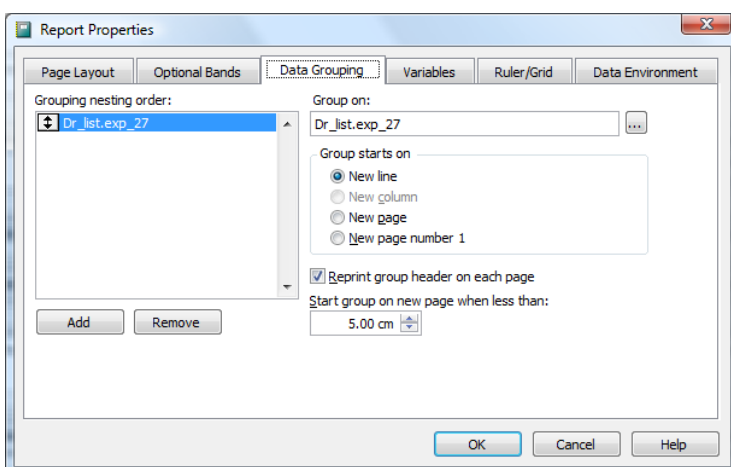 Report Properties
Page Layout
Optional Bands
Data Grouping
Variables
Ruler/Grid
Data Environment
Grouping nesting order:
Dr_list.exp_27
Add
Remove
Group on:
Dr_list.exp_27
...
Group starts on
New line
New column
New page
New page number 1
Reprint group header on each page
Start group on new page when less than:
5.00 cm
OK
Cancel
Help